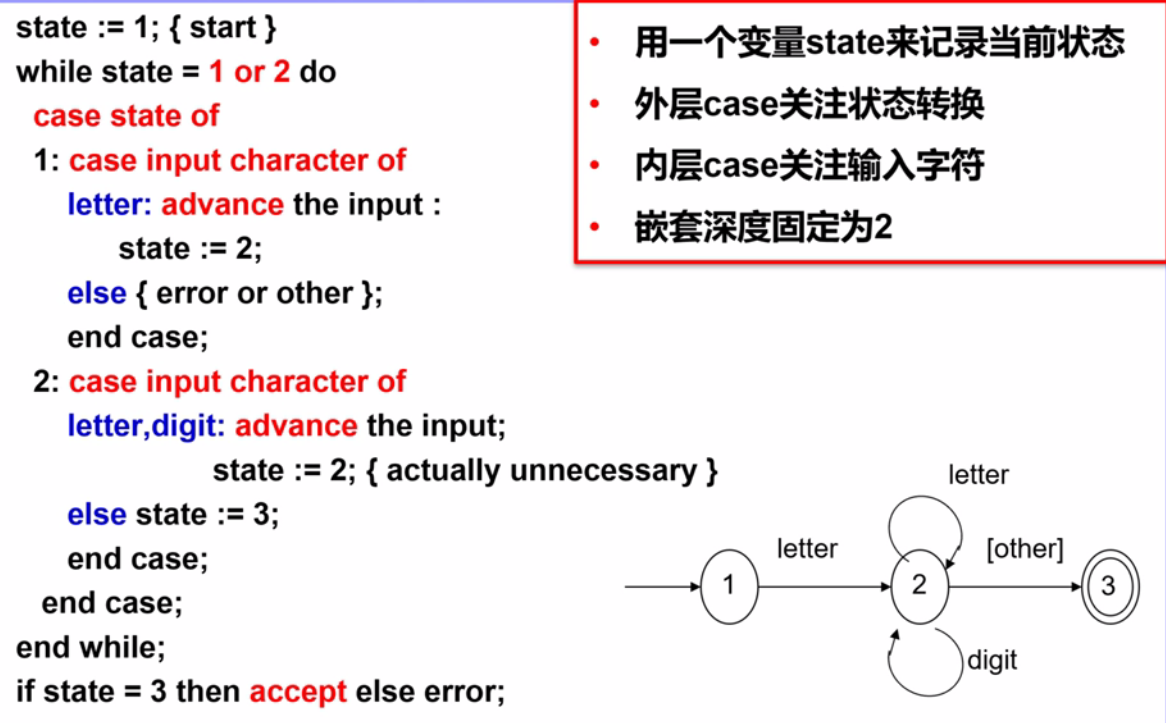 state := 1; { start }
while state = 1 or 2 do
case state of
1: case input character of
letter: advance the input :
state := 2;
else { error or other };
end case;
2: case input character of
letter,digit: advance the input;
state := 2; { actually unnecessary }
else state := 3;
end case;
end case;
end while;
if state = 3 then accept else error;
• 用一个变量state来记录当前状态
• 外层case关注状态转换
• 内层case关注输入字符
• 嵌套深度固定为2
letter
letter
[other]
1
2
3
digit